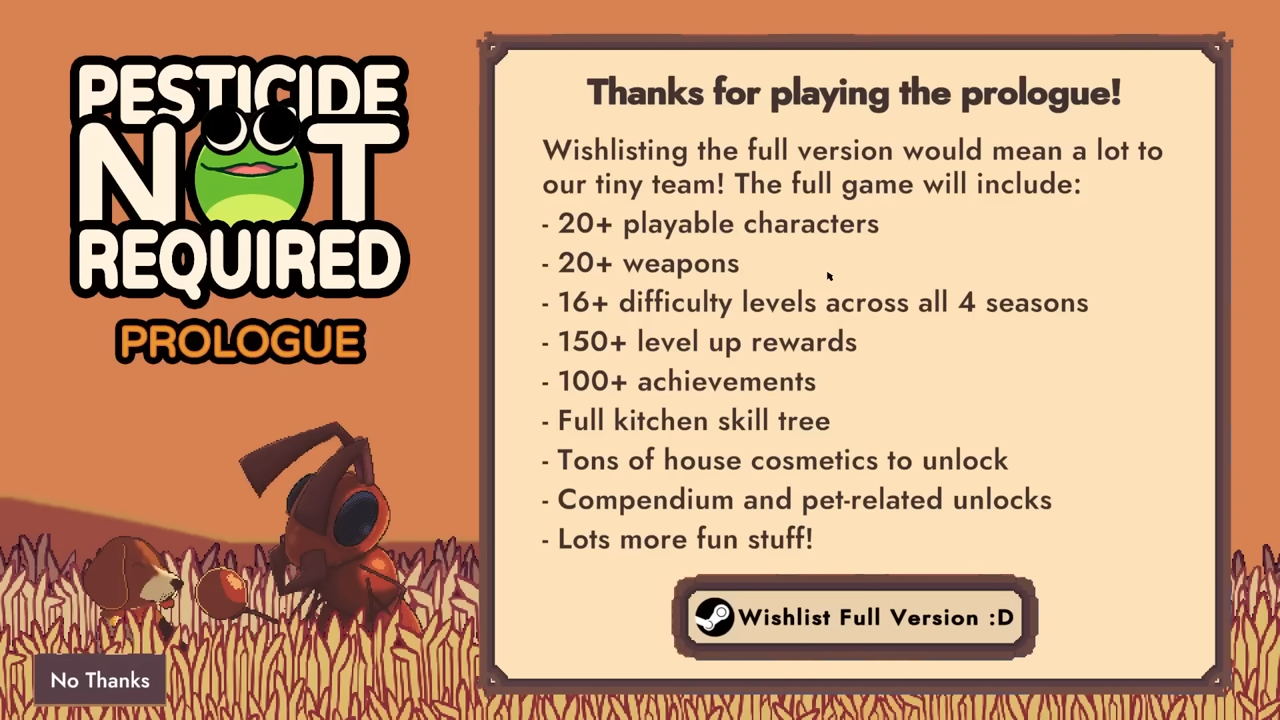 PESTICIDE
NOT
REQUIRED
PROLOGUE
Thanks for playing the prologue!
Wishlisting the full version would mean a lot to
our tiny team! The full game will include:
- 20+ playable characters
- 20+ weapons
- 16+ difficulty levels across all 4 seasons
- 150+ level up rewards
- 100+ achievements
- Full kitchen skill tree
- Tons of house cosmetics to unlock
- Compendium and pet-related unlocks
- Lots more fun stuff!
Wishlist Full Version :D
No Thanks